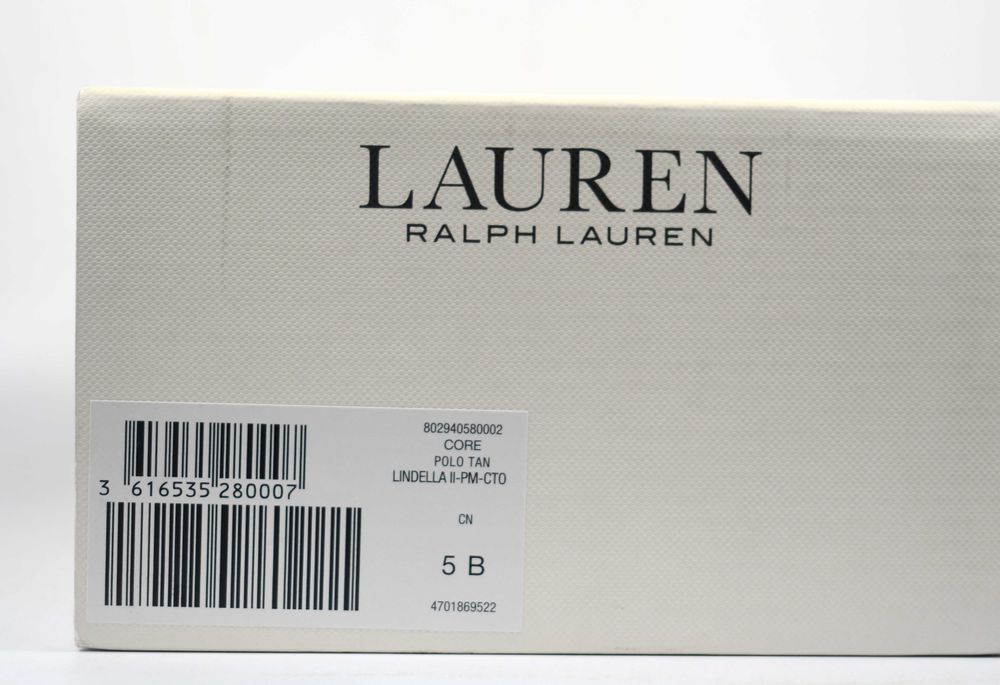 LAUREN
RALPH LAUREN
802940580002
CORE
POLO TAN
LINDELLA II-PM-CTO
3 616535 280007
CN
5 B
4701869522